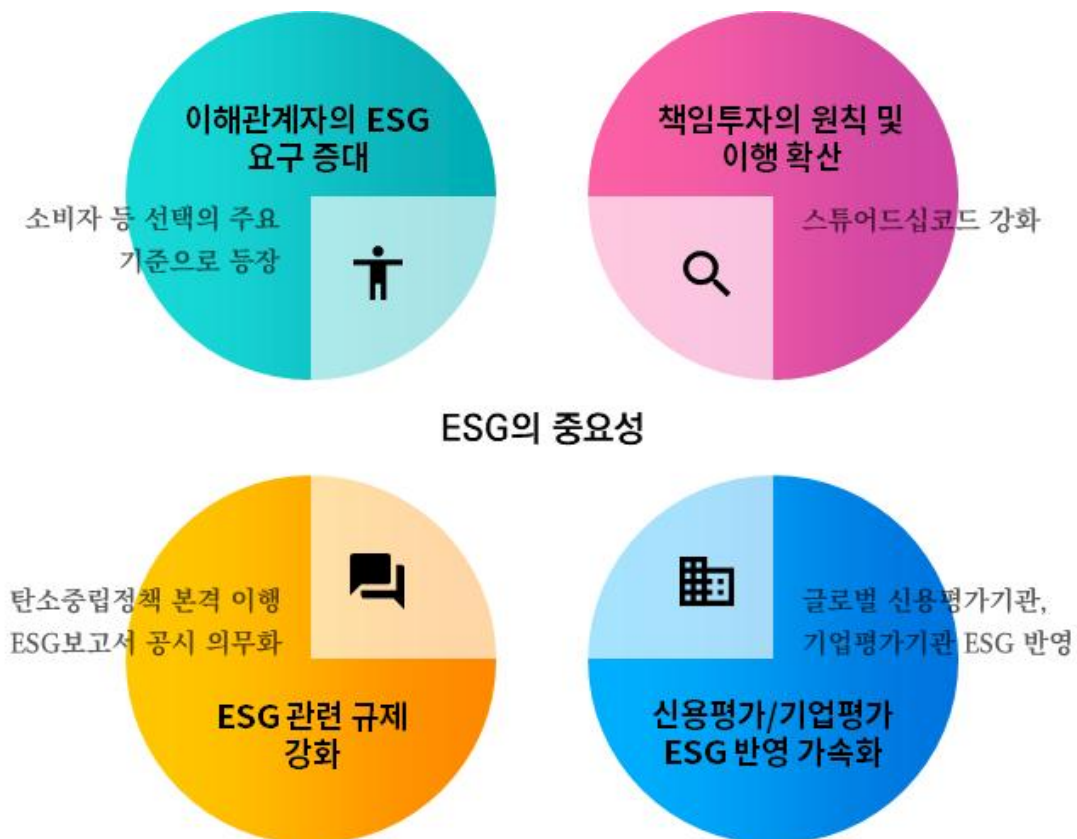 이해관계자의 ESG
요구 증대
소비자 등 선택의 주요
기준으로 등장
책임투자의 원칙 및
이행 확산
스튜어드십코드 강화
ESG의 중요성
탄소중립정책 본격 이행
ESG보고서 공시 의무화
ESG 관련 규제
강화
글로벌 신용평가기관,
기업평가기관 ESG 반영
신용평가/기업평가
ESG 반영 가속화